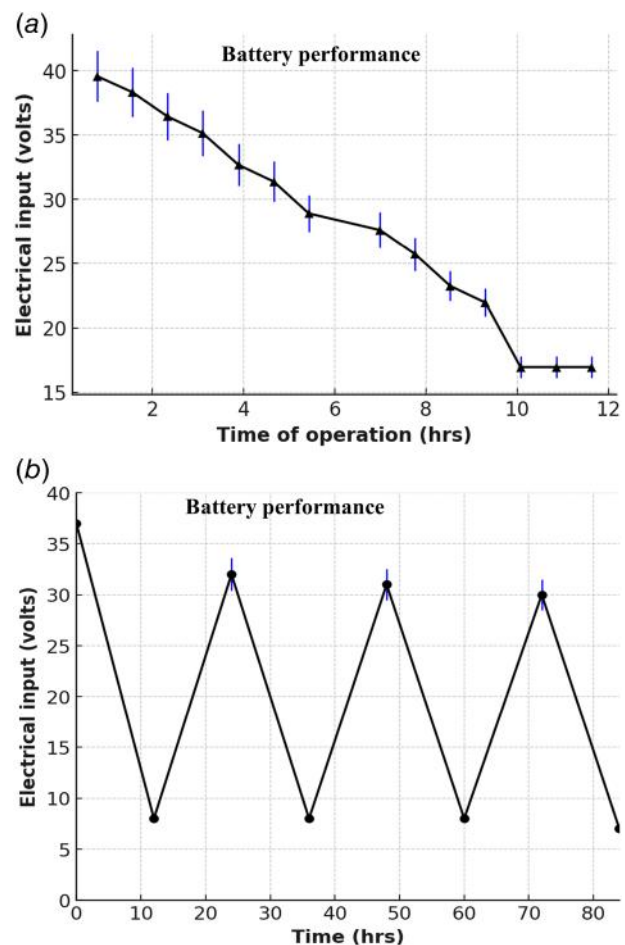 (a)
Battery performance
Electrical input (volts)
40
35
30
25
20
15
2 4 6 8 10 12
Time of operation (hrs)
(b)
Battery performance
Electrical input (volts)
40
35
30
25
20
15
10
5
0
0 10 20 30 40 50 60 70 80
Time (hrs)